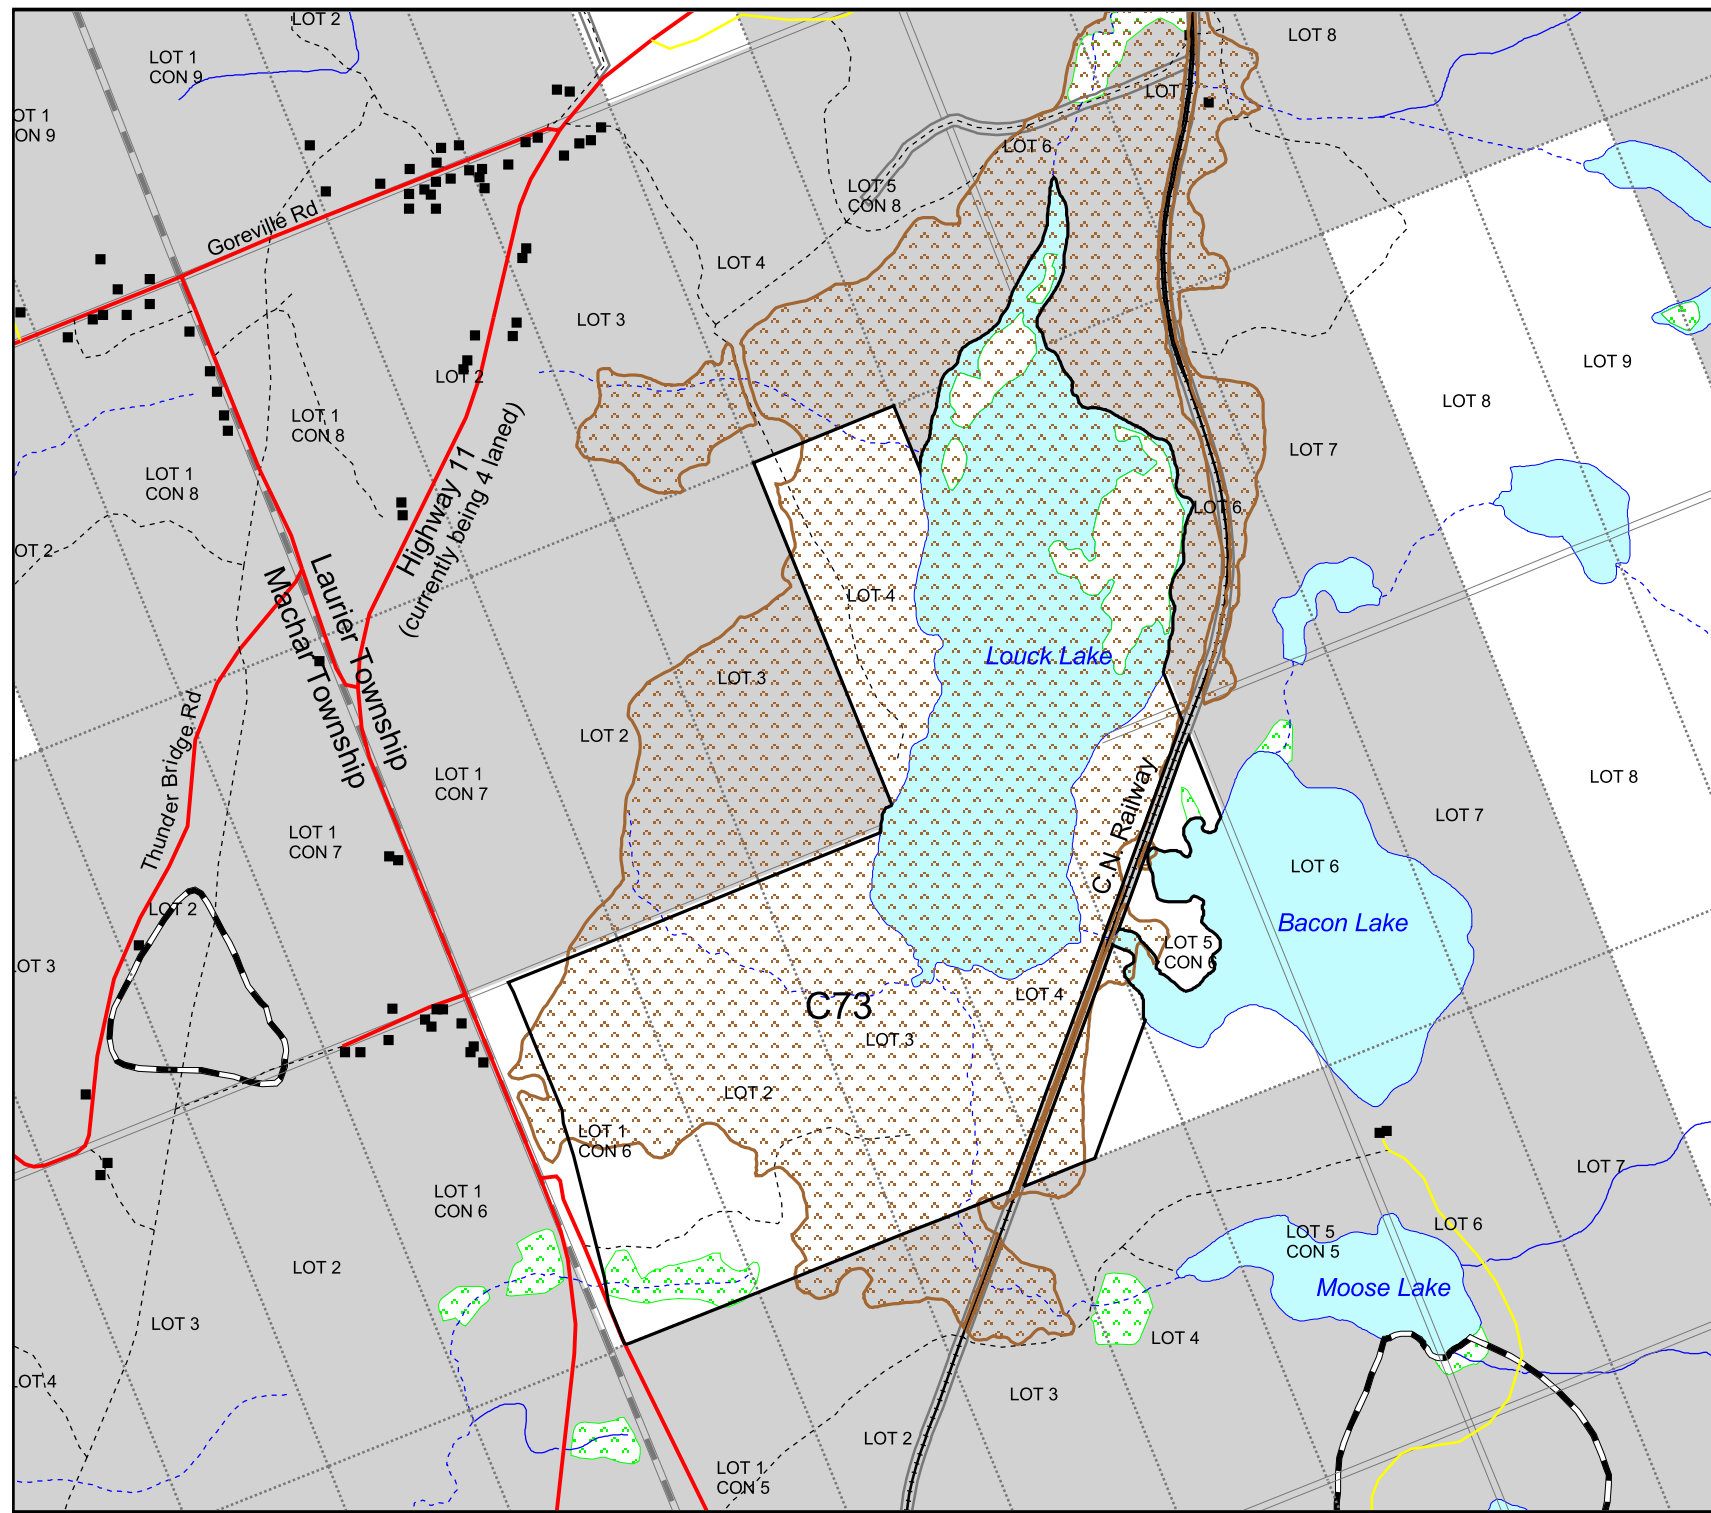 LOT 2
LOT 8
LOT 1
CON 9
LOT
OT 1
ON 9
LOT 6
LOT 5
CON 8
Goreville Rd
LOT 4
LOT 3
LOT 9
LOT 2
LOT 8
LOT 1
CON 8
LOT 7
LOT 1
CON 8
Highway 11
(currently being 4 laned)
LOT 6
OT 2
LOT 4
Laurier Township
Machar Township
Louck Lake
LOT 3
LOT 2
Thunder Bridge Rd
LOT 1
CON 7
LOT 8
LOT 7
LOT 1
CON 7
C.N. Railway
LOT 6
LOT 2
Bacon Lake
LOT 5
CON 6
LOT 3
LOT 4
C73
LOT 3
LOT 2
LOT 1
CON 6
LOT 7
LOT 1
CON 6
LOT 6
LOT 5
CON 5
LOT 2
Moose Lake
LOT 3
LOT 4
LOT 3
LOT 4
LOT 2
LOT 1
CON 5